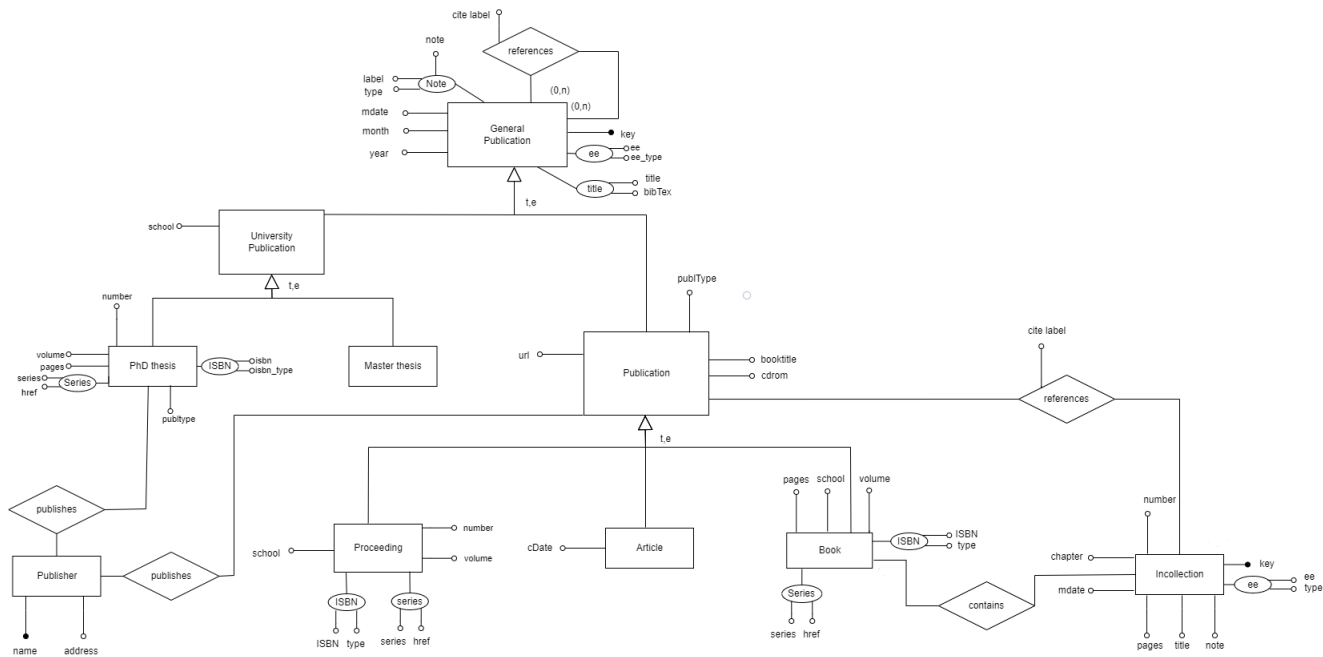 cite label
references
note
Note
label
type
(0,n)
(0,n)
mdate
month
year
General
Publication
key
ee
ee
ee_type
title
title
bibTex
t,e
school
University
Publication
t,e
number
volume
pages
series
href
Series
PhD thesis
ISBN
isbn
isbn_type
publtype
Master thesis
publType
url
Publication
booktitle
cdrom
cite label
references
t,e
publishes
Publisher
publishes
name
address
school
Proceeding
number
volume
ISBN
ISBN
type
series
series
href
cDate
Article
pages
school
volume
Book
ISBN
ISBN
type
Series
series
href
contains
number
chapter
mdate
Incollection
key
ee
ee
type
pages
title
note